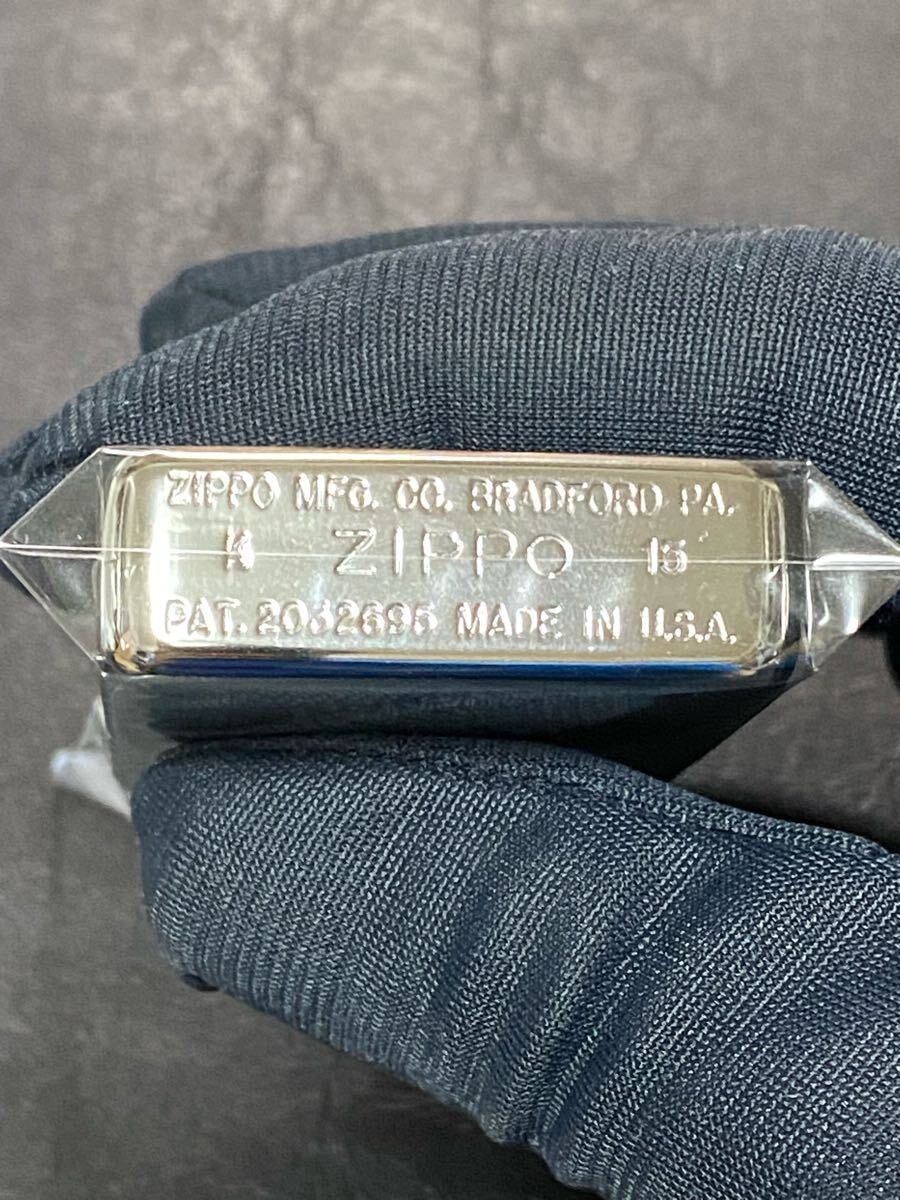 ZIPPO MFG. CO. BRADFORD PA.
K ZIPPO 15
PAT. 2032695 MADE IN U.S.A.